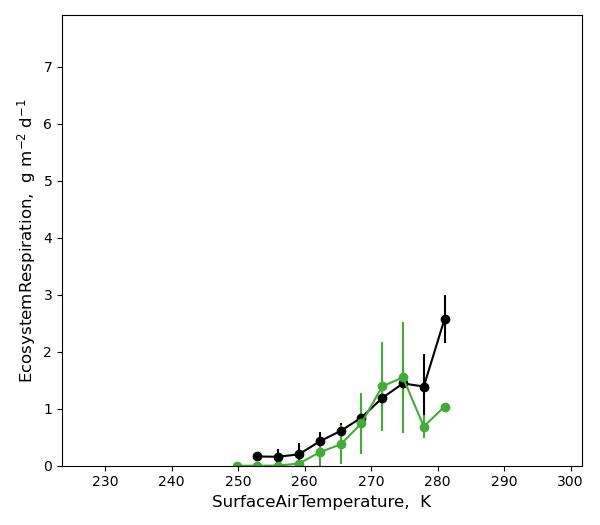 7
6
5
4
3
2
1
0
EcosystemRespiration, g m⁻² d⁻¹
230 240 250 260 270 280 290 300
SurfaceAirTemperature, K